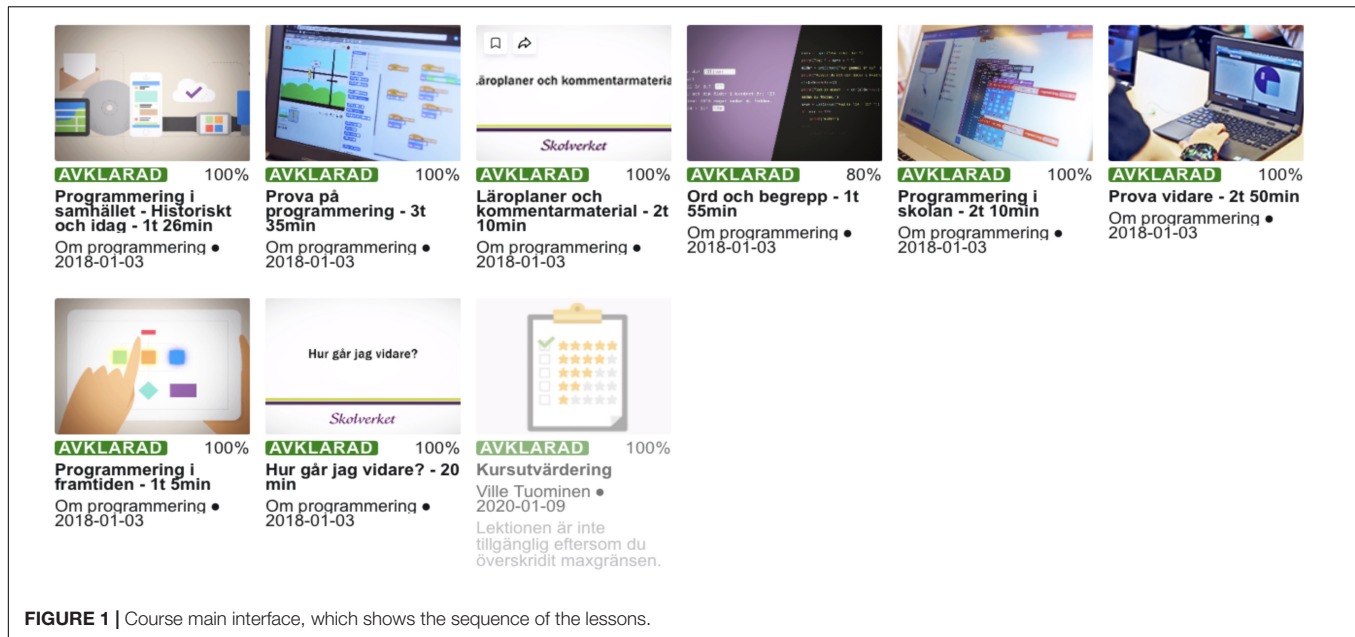 Läroplaner och kommentarmateria
Skolverket
AVKLARAD 100%
Programmering i
samhället - Historiskt
och idag - 1t 26min
Om programmering ●
2018-01-03
AVKLARAD 100%
Prova på
programmering - 3t
35min
Om programmering ●
2018-01-03
AVKLARAD 100%
Läroplaner och
kommentarmaterial - 2t
10min
Om programmering ●
2018-01-03
AVKLARAD 80%
Ord och begrepp - 1t
55min
Om programmering ●
2018-01-03
AVKLARAD 100%
Programmering i
skolan - 2t 10min
Om programmering ●
2018-01-03
AVKLARAD 100%
Prova vidare - 2t 50min
Om programmering ●
2018-01-03
Hur går jag vidare?
Skolverket
AVKLARAD 100%
Programmering i
framtiden - 1t 5min
Om programmering ●
2018-01-03
AVKLARAD 100%
Hur går jag vidare? - 20
min
Om programmering ●
2018-01-03
AVKLARAD 100%
Kursutvärdering
Ville Tuominen ●
2020-01-09
Lektionen är inte
tillgänglig eftersom du
överskridit maxgränsen.
FIGURE 1 | Course main interface, which shows the sequence of the lessons.